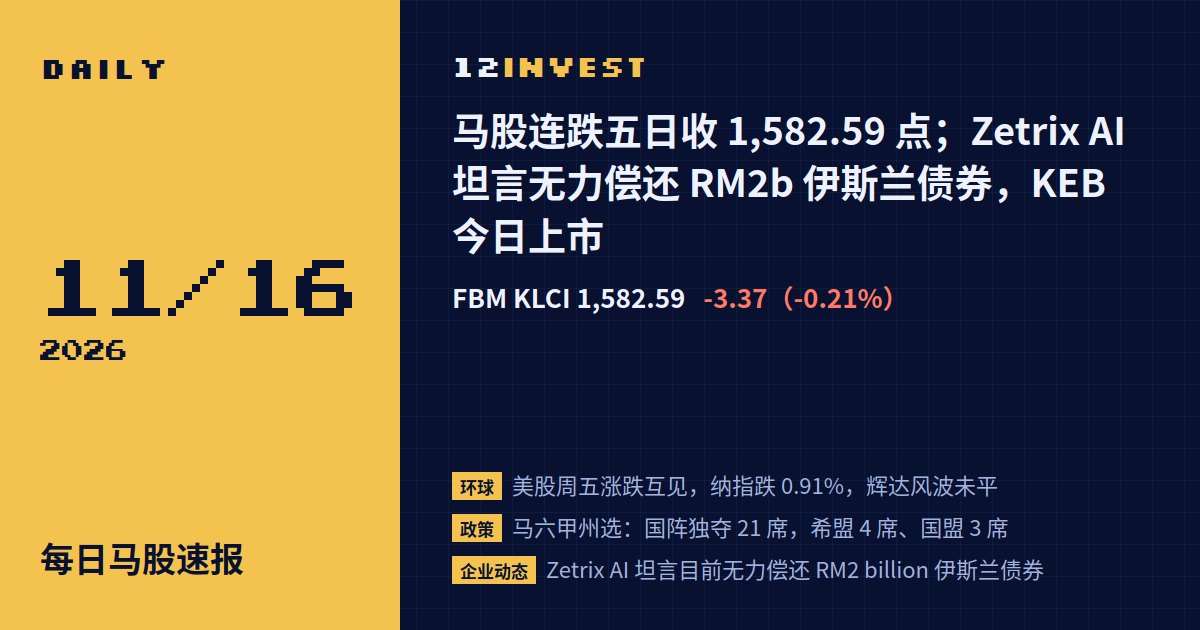 DAILY
11/16
2026
每日马股速报
12INVEST
马股连跌五日收 1,582.59 点；Zetrix AI
坦言无力偿还 RM2b 伊斯兰债券，KEB
今日上市
FBM KLCI 1,582.59 -3.37（-0.21%）
环球 美股周五涨跌互见，纳指跌 0.91%，辉达风波未平
政策 马六甲州选：国阵独夺 21 席，希盟 4 席、国盟 3 席
企业动态 Zetrix AI 坦言目前无力偿还 RM2 billion 伊斯兰债券